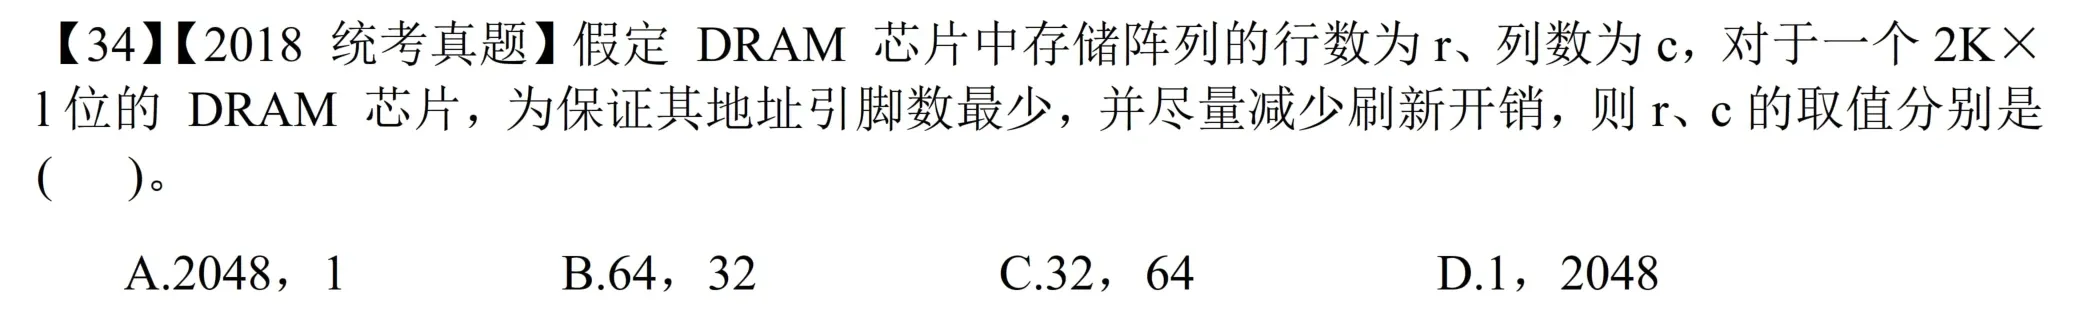 【34】【2018 统考真题】假定 DRAM 芯片中存储阵列的行数为 r、列数为 c，对于一个 2K×
1位的 DRAM 芯片，为保证其地址引脚数最少，并尽量减少刷新开销，则 r、c 的取值分别是
( )。
A.2048，1 B.64，32 C.32，64 D.1，2048